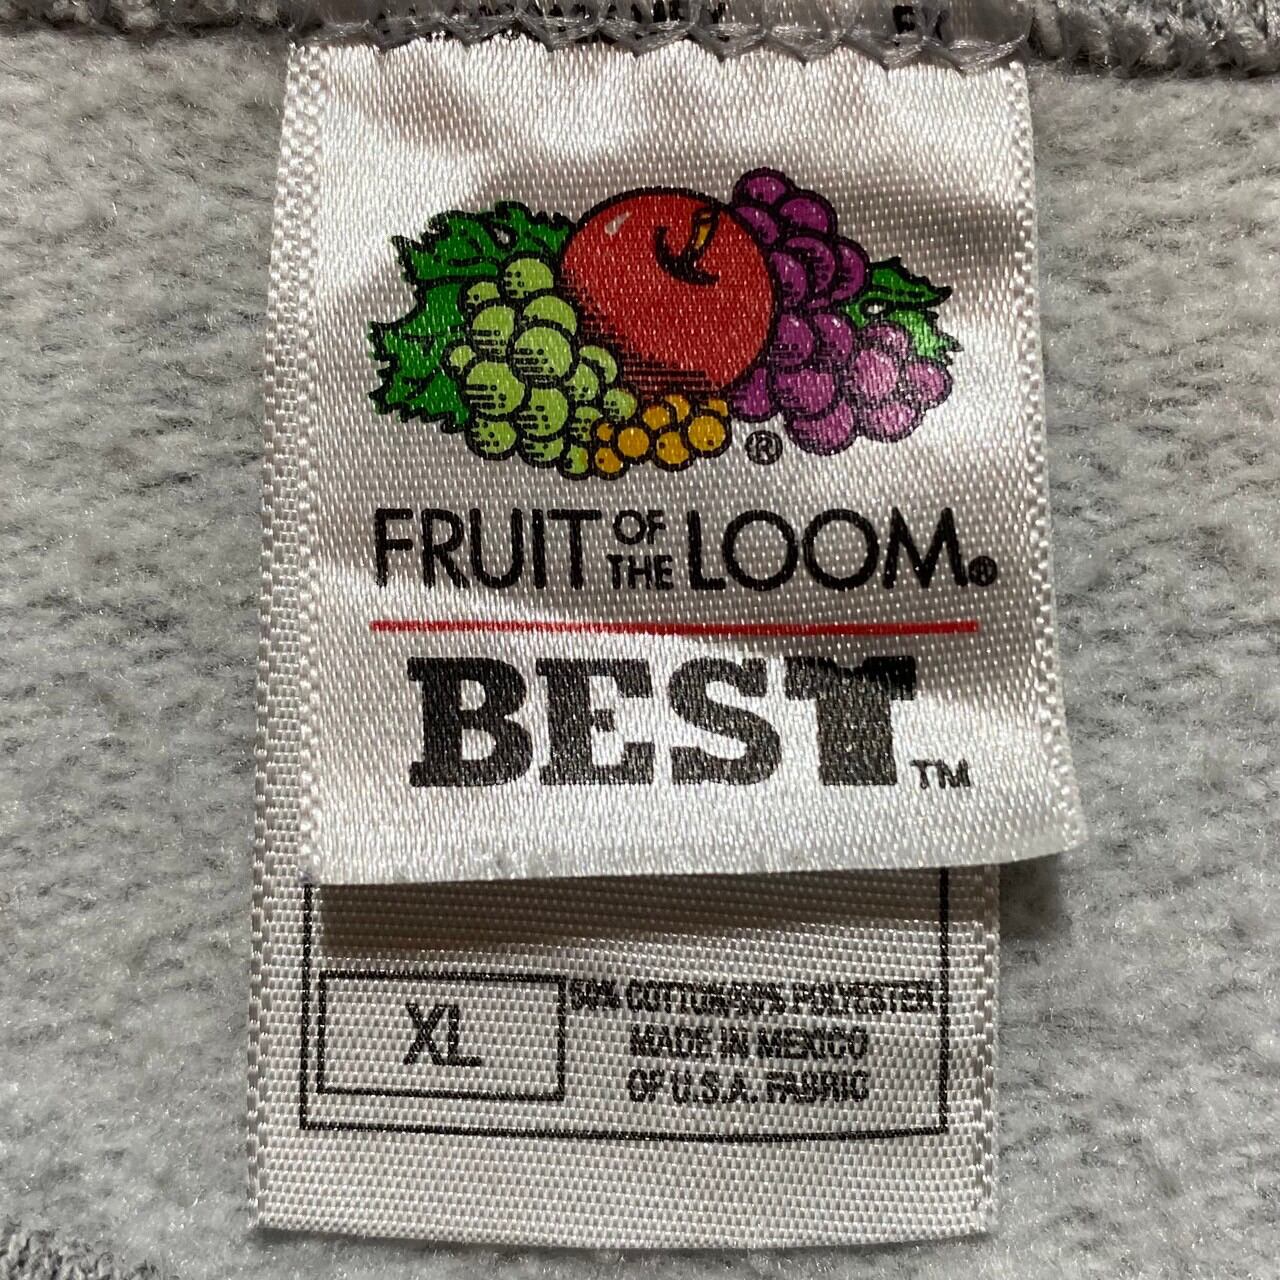 ®
FRUIT OF THE LOOM®
BEST™
XL
50% COTTON/50% POLYESTER
MADE IN MEXICO
OF U.S.A. FABRIC